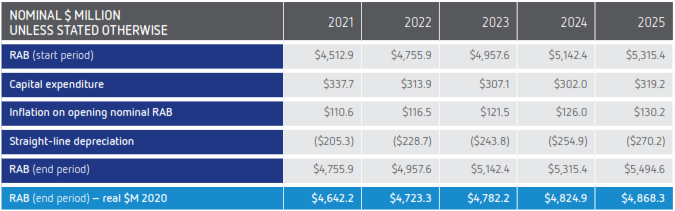 NOMINAL $ MILLION
UNLESS STATED OTHERWISE 2021 2022 2023 2024 2025
RAB (start period) $4,512.9 $4,755.9 $4,957.6 $5,142.4 $5,315.4
Capital expenditure $337.7 $313.9 $307.1 $302.0 $319.2
Inflation on opening nominal RAB $110.6 $116.5 $121.5 $126.0 $130.2
Straight-line depreciation ($205.3) ($228.7) ($243.8) ($254.9) ($270.2)
RAB (end period) $4,755.9 $4,957.6 $5,142.4 $5,315.4 $5,494.6
RAB (end period) – real $M 2020 $4,642.2 $4,723.3 $4,782.2 $4,824.9 $4,868.3